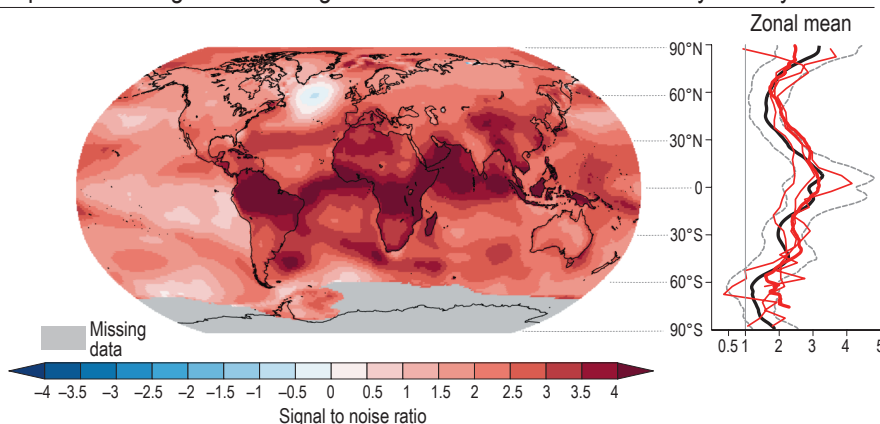 Zonal mean
90°N
60°N
30°N
0
30°S
60°S
90°S
Missing
data
0.5 1 2 3 4 5
–4 –3.5 –3 –2.5 –2 –1.5 –1 –0.5 0 0.5 1 1.5 2 2.5 3 3.5 4
Signal to noise ratio